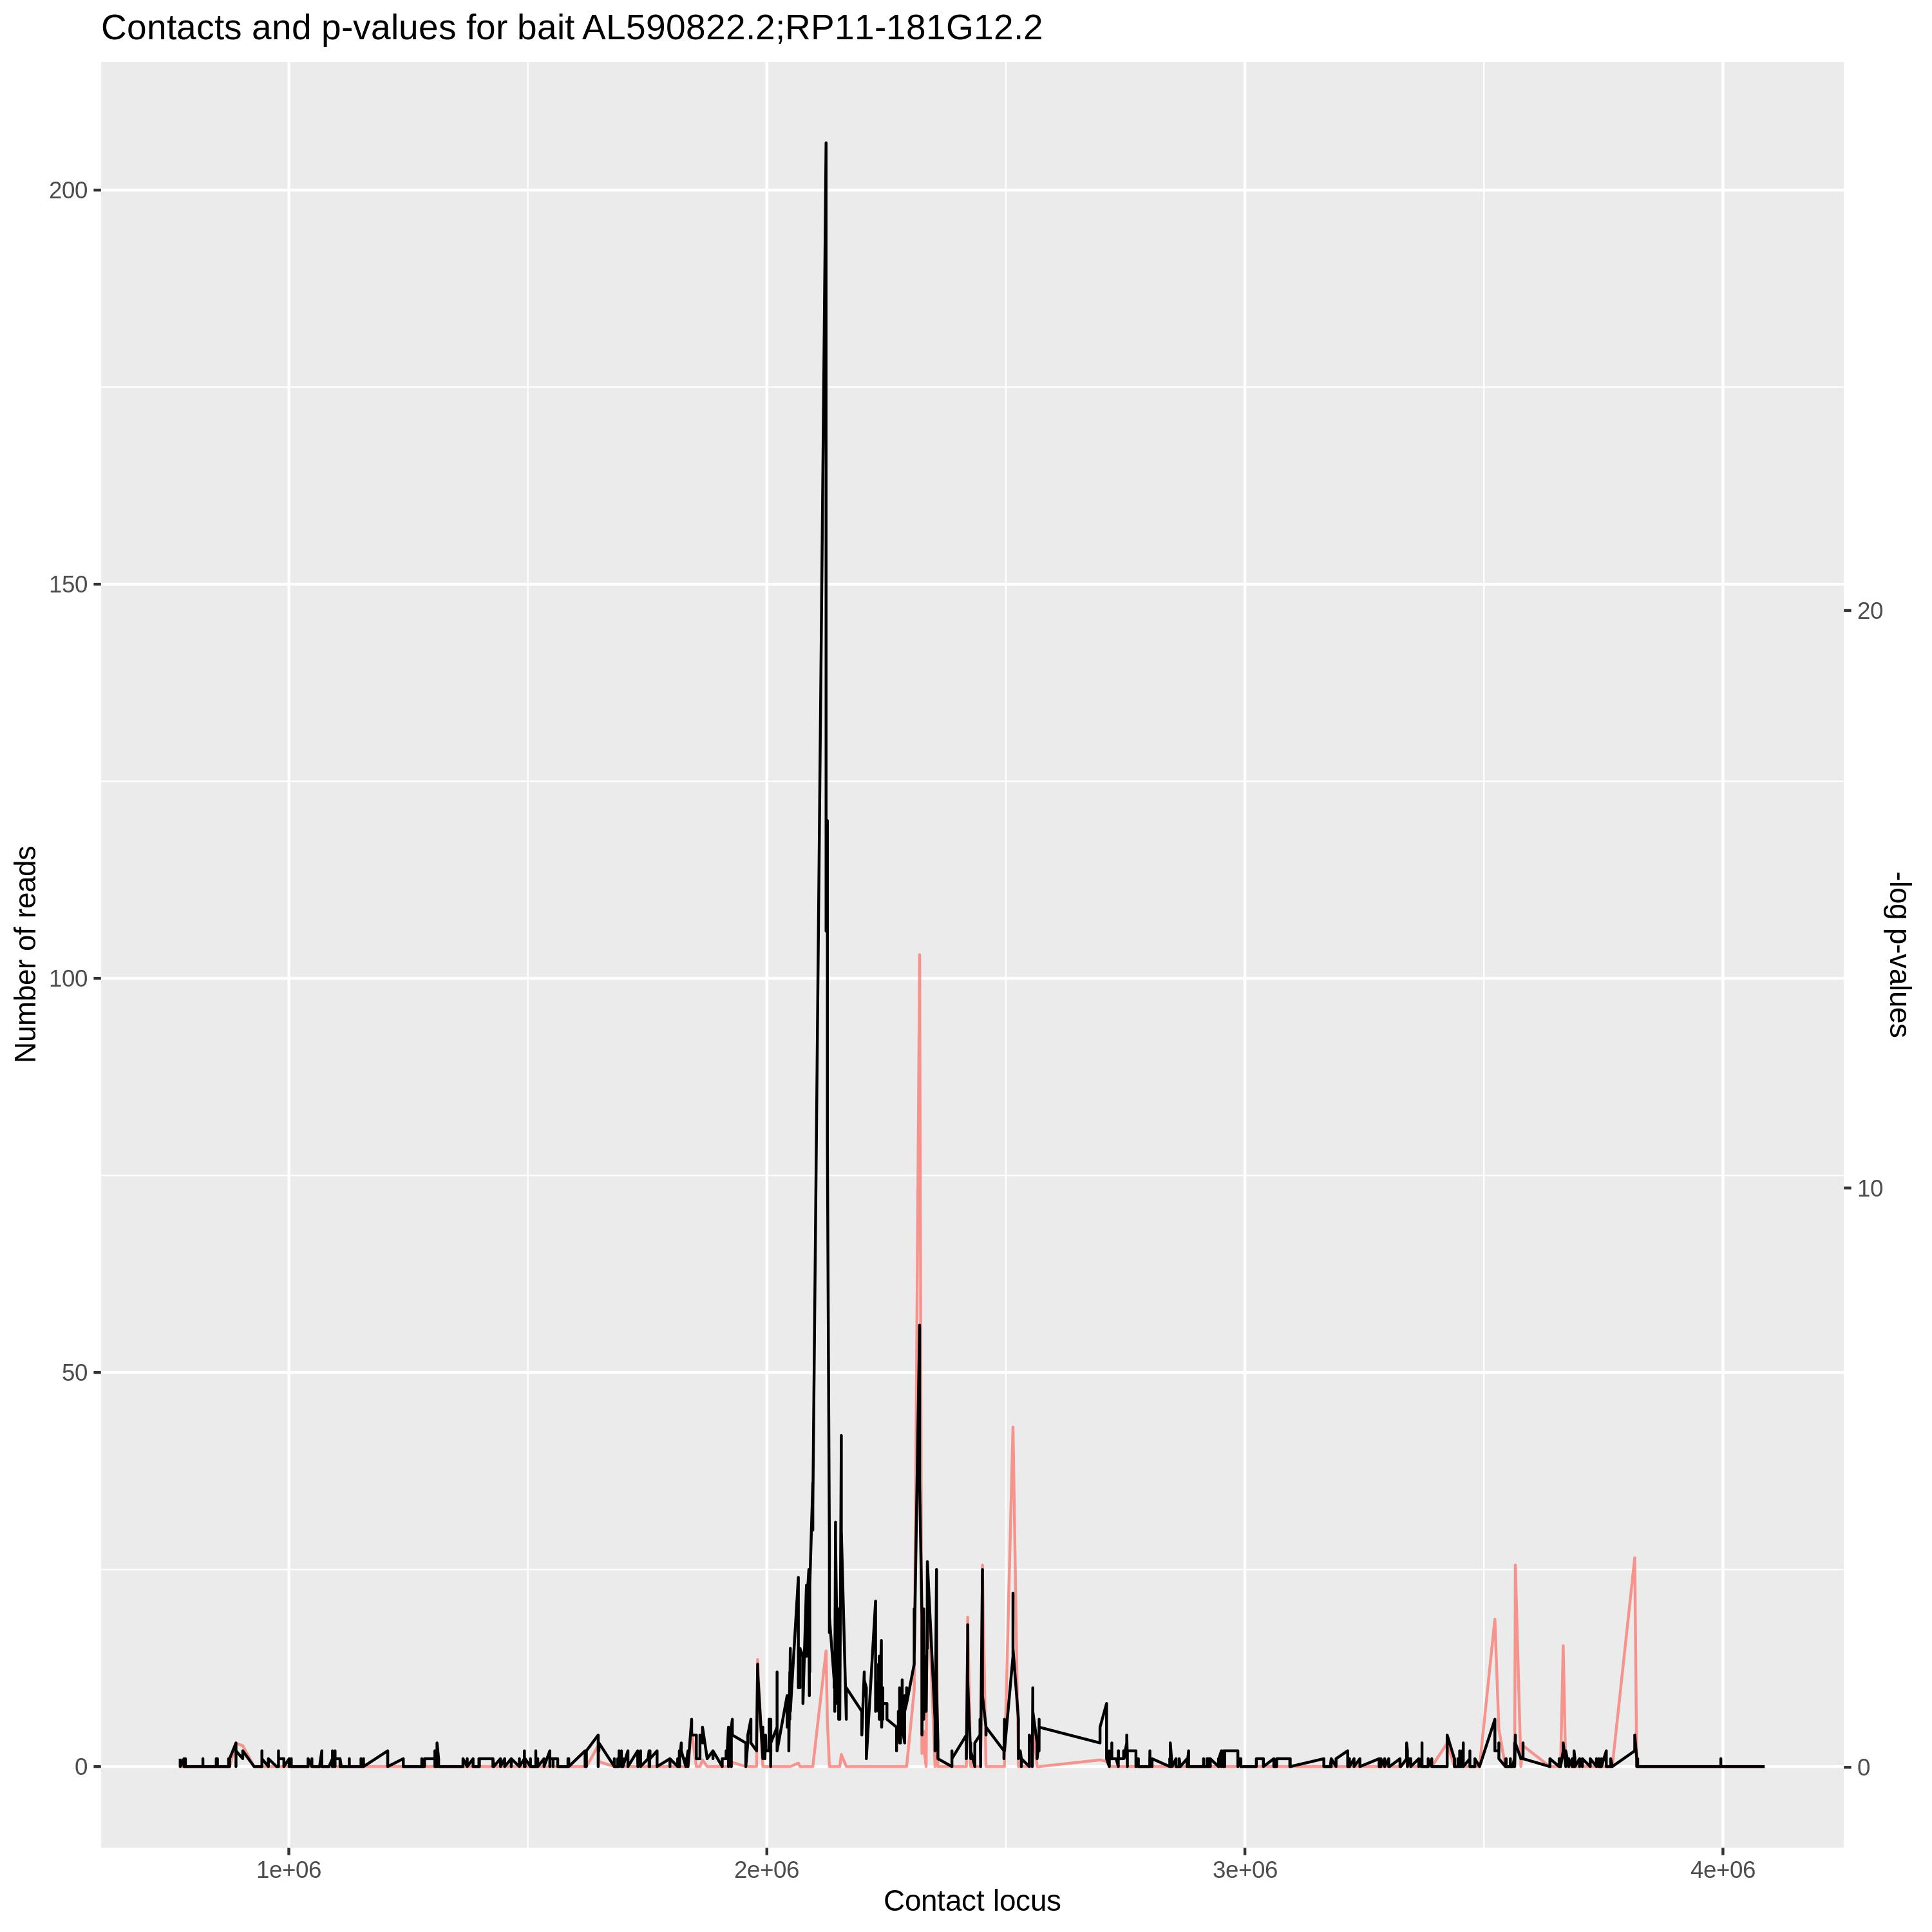 Contacts and p-values for bait AL590822.2;RP11-181G12.2
200
150
100
50
0
Number of reads
20
10
0
-log p-values
1e+06
2e+06
3e+06
4e+06
Contact locus